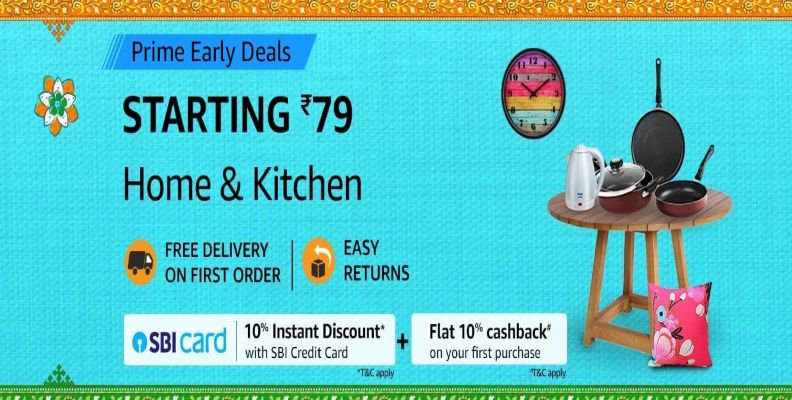 Prime Early Deals
STARTING ₹79
Home & Kitchen
FREE DELIVERY
ON FIRST ORDER
EASY
RETURNS
SBI card
10% Instant Discount*
with SBI Credit Card
*T&C apply
+
Flat 10% cashback#
on your first purchase
#T&C apply